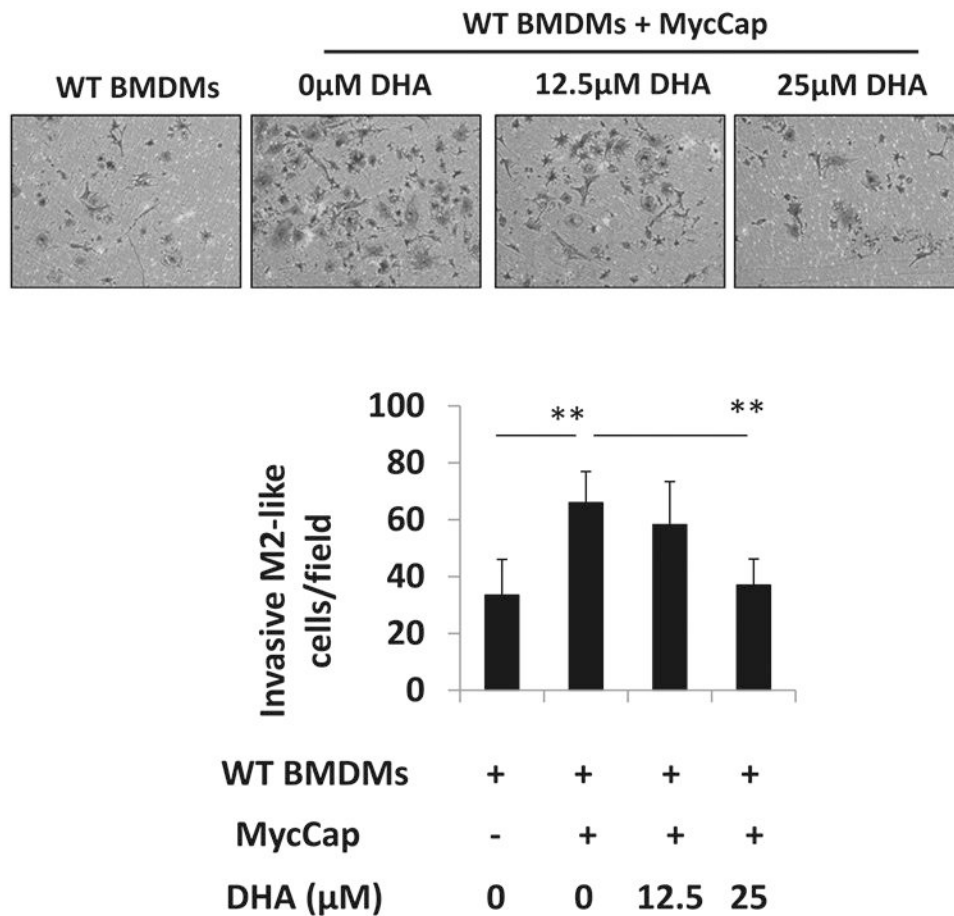 WT BMDMs + MycCap
WT BMDMs 0μM DHA 12.5μM DHA 25μM DHA
100
80
60
40
20
0
Invasive M2-like
cells/field
** **
WT BMDMs + + + +
MycCap - + + +
DHA (μM) 0 0 12.5 25